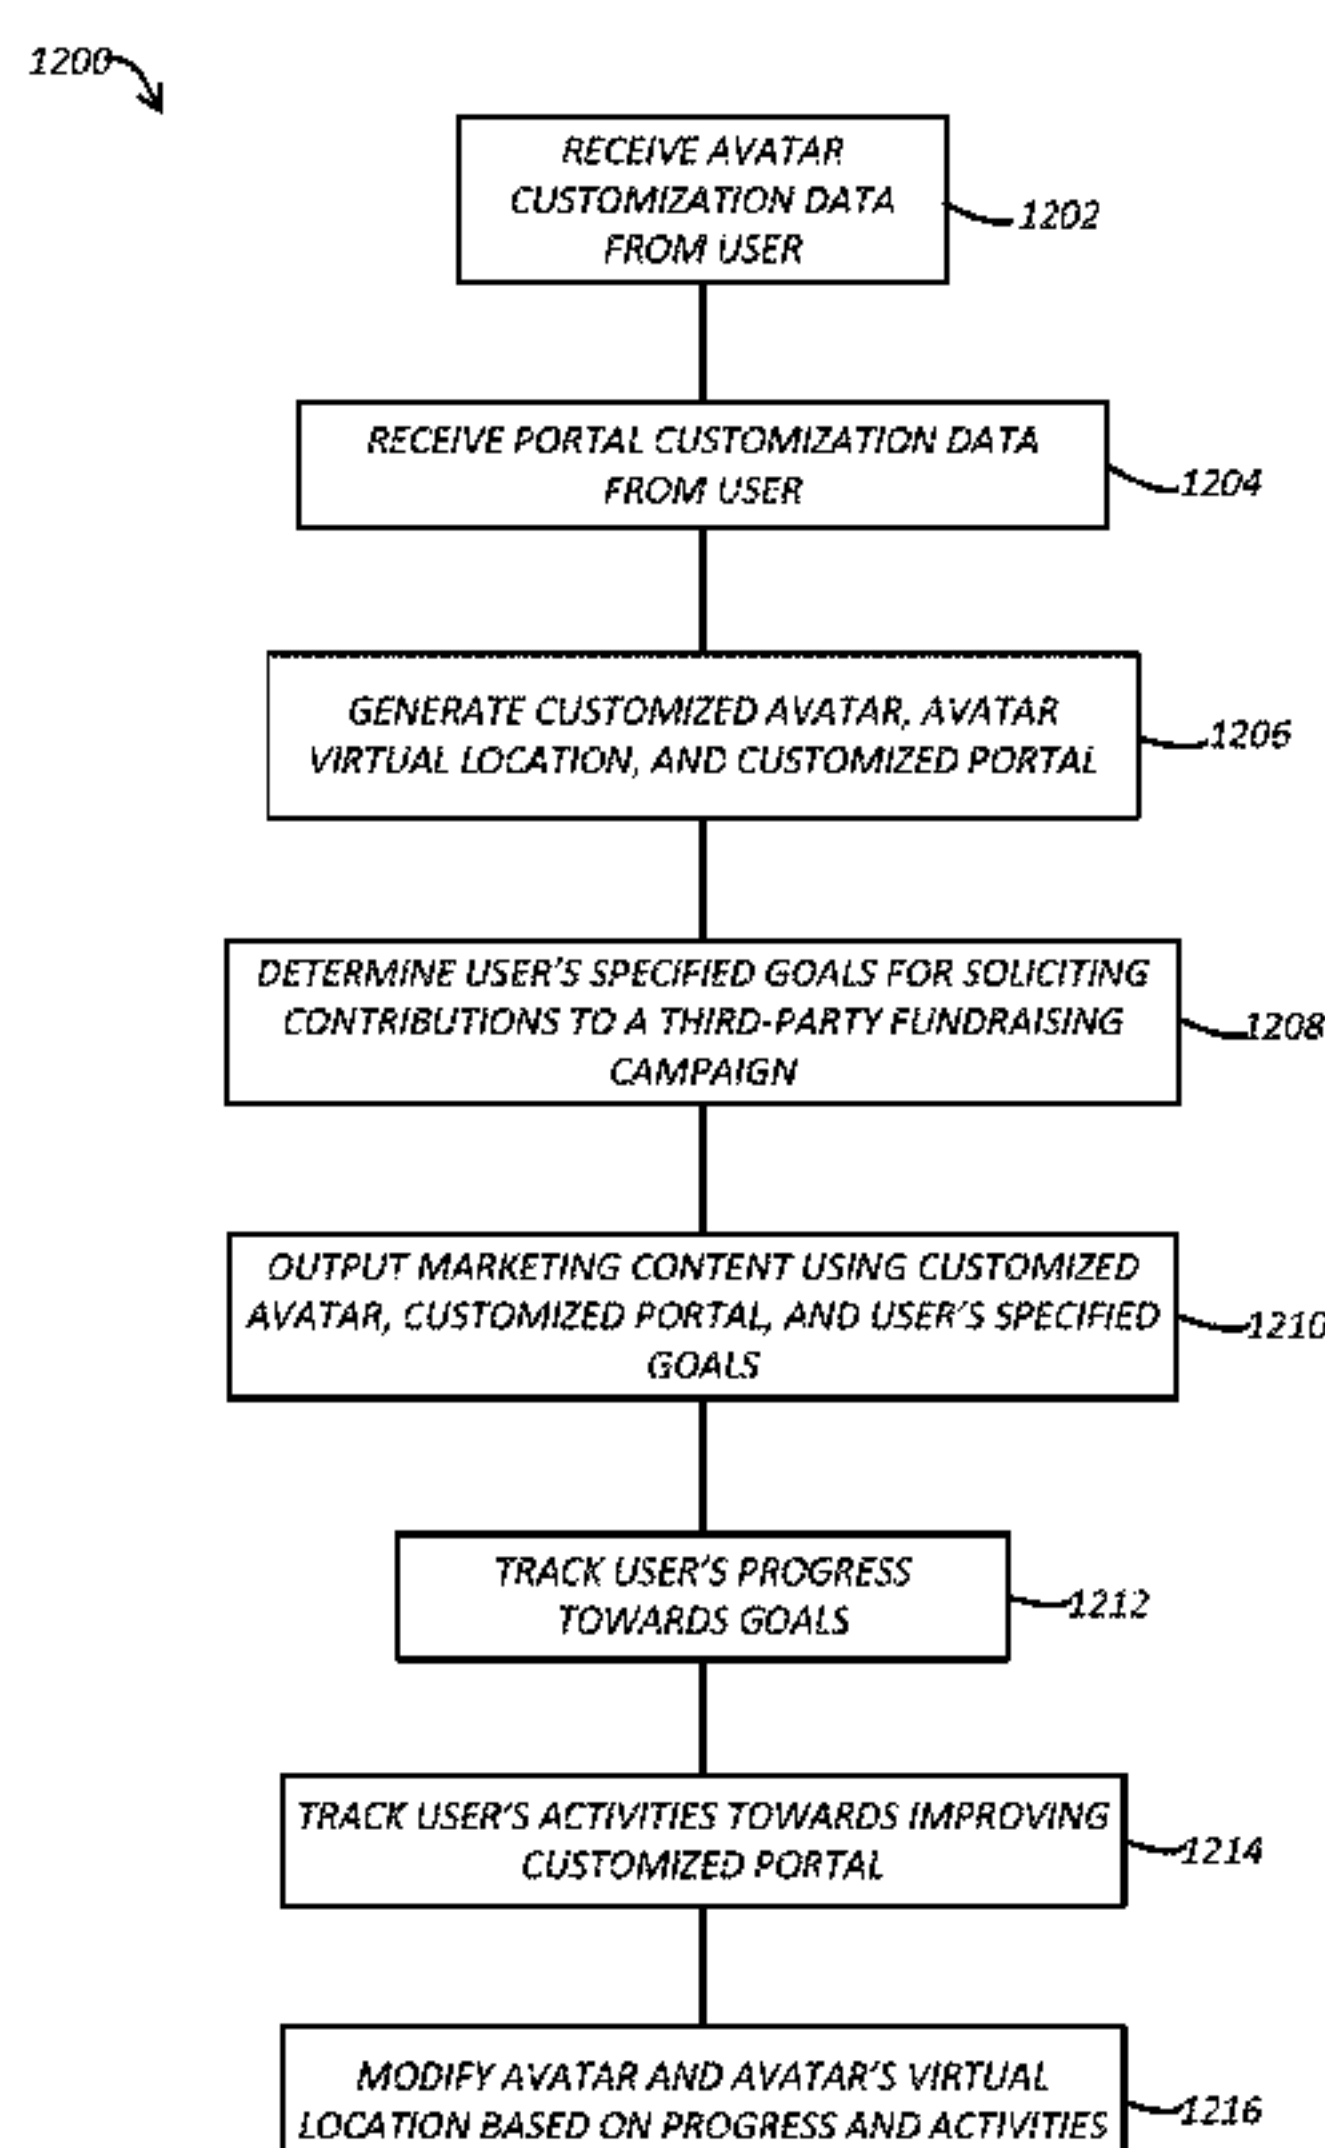 1200
RECEIVE AVATAR
CUSTOMIZATION DATA
FROM USER
1202
RECEIVE PORTAL CUSTOMIZATION DATA
FROM USER
1204
GENERATE CUSTOMIZED AVATAR, AVATAR
VIRTUAL LOCATION, AND CUSTOMIZED PORTAL
1206
DETERMINE USER'S SPECIFIED GOALS FOR SOLICITING
CONTRIBUTIONS TO A THIRD-PARTY FUNDRAISING
CAMPAIGN
1208
OUTPUT MARKETING CONTENT USING CUSTOMIZED
AVATAR, CUSTOMIZED PORTAL, AND USER'S SPECIFIED
GOALS
1210
TRACK USER'S PROGRESS
TOWARDS GOALS
1212
TRACK USER'S ACTIVITIES TOWARDS IMPROVING
CUSTOMIZED PORTAL
1214
MODIFY AVATAR AND AVATAR'S VIRTUAL
LOCATION BASED ON PROGRESS AND ACTIVITIES
1216